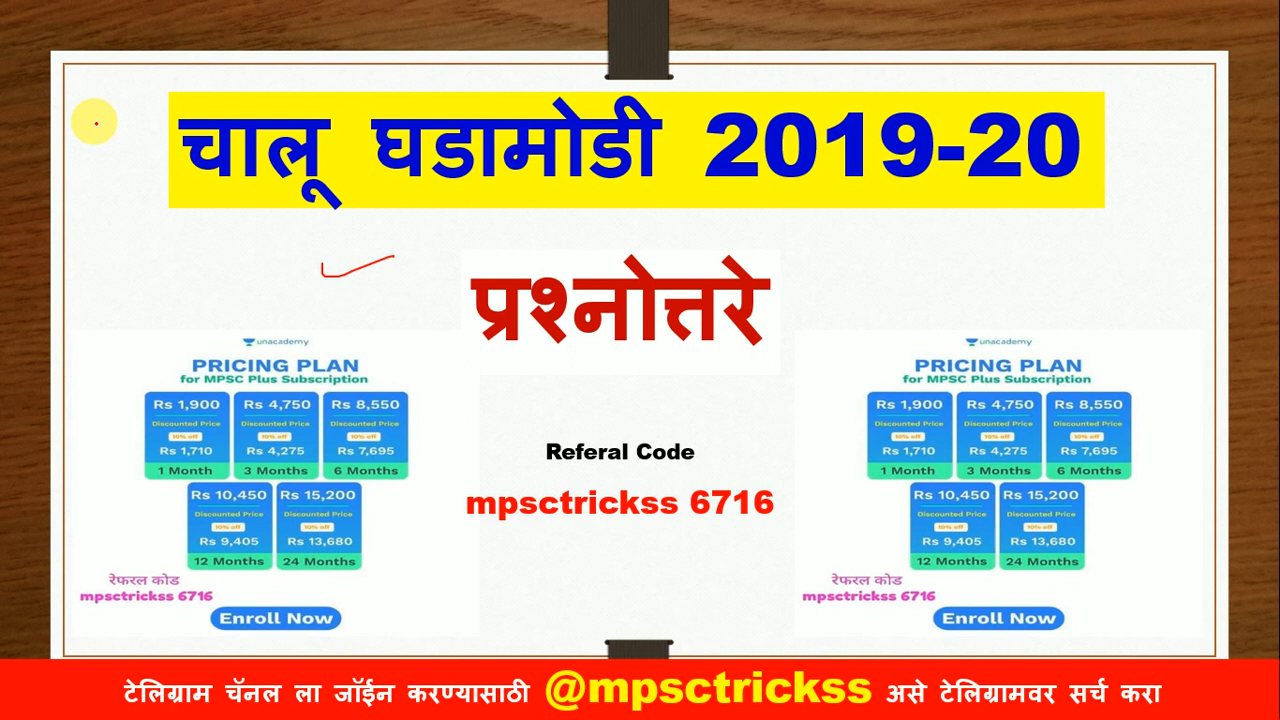 चालू घडामोडी 2019-20
प्रश्नोत्तरे
unacademy
PRICING PLAN
for MPSC Plus Subscription
Rs 1,900 Rs 4,750 Rs 8,550
Discounted Price Discounted Price Discounted Price
10% off 10% off 10% off
Rs 1,710 Rs 4,275 Rs 7,695
1 Month 3 Months 6 Months
Rs 10,450 Rs 15,200
Discounted Price Discounted Price
10% off 10% off
Rs 9,405 Rs 13,680
12 Months 24 Months
रेफरल कोड
mpsctrickss 6716
Enroll Now
Referal Code
mpsctrickss 6716
unacademy
PRICING PLAN
for MPSC Plus Subscription
Rs 1,900 Rs 4,750 Rs 8,550
Discounted Price Discounted Price Discounted Price
10% off 10% off 10% off
Rs 1,710 Rs 4,275 Rs 7,695
1 Month 3 Months 6 Months
Rs 10,450 Rs 15,200
Discounted Price Discounted Price
10% off 10% off
Rs 9,405 Rs 13,680
12 Months 24 Months
रेफरल कोड
mpsctrickss 6716
Enroll Now
टेलिग्राम चॅनल ला जॉईन करण्यासाठी @mpsctrickss असे टेलिग्रामवर सर्च करा